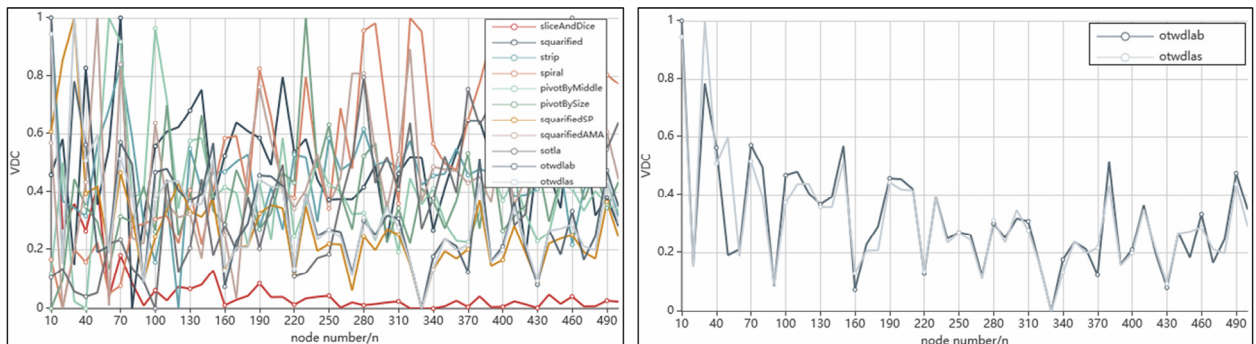 1
0.8
0.6
0.4
0.2
0
VDC
10 40 70 100 130 160 190 220 250 280 310 340 370 400 430 460 490
node number/n
sliceAndDice
squarified
strip
spiral
pivotByMiddle
pivotBySize
squarifiedSP
squarifiedAMA
sotla
otwdlab
otwdlas
1
0.8
0.6
0.4
0.2
0
VDC
10 40 70 100 130 160 190 220 250 280 310 340 370 400 430 460 490
node number/n
otwdlab
otwdlas